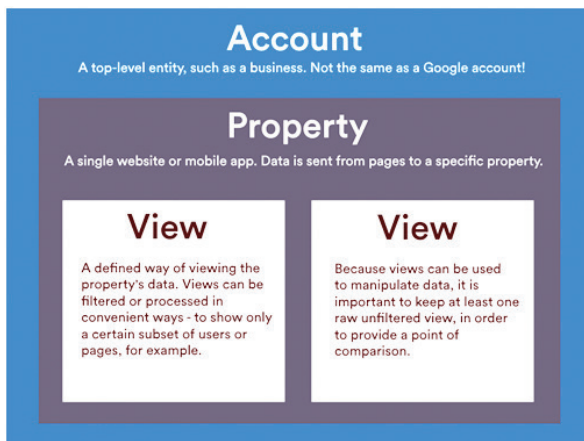 Account
A top-level entity, such as a business. Not the same as a Google account!
Property
A single website or mobile app. Data is sent from pages to a specific property.
View
A defined way of viewing the
property's data. Views can be
filtered or processed in
convenient ways - to show only
a certain subset of users or
pages, for example.
View
Because views can be used
to manipulate data, it is
important to keep at least one
raw unfiltered view, in order
to provide a point of
comparison.